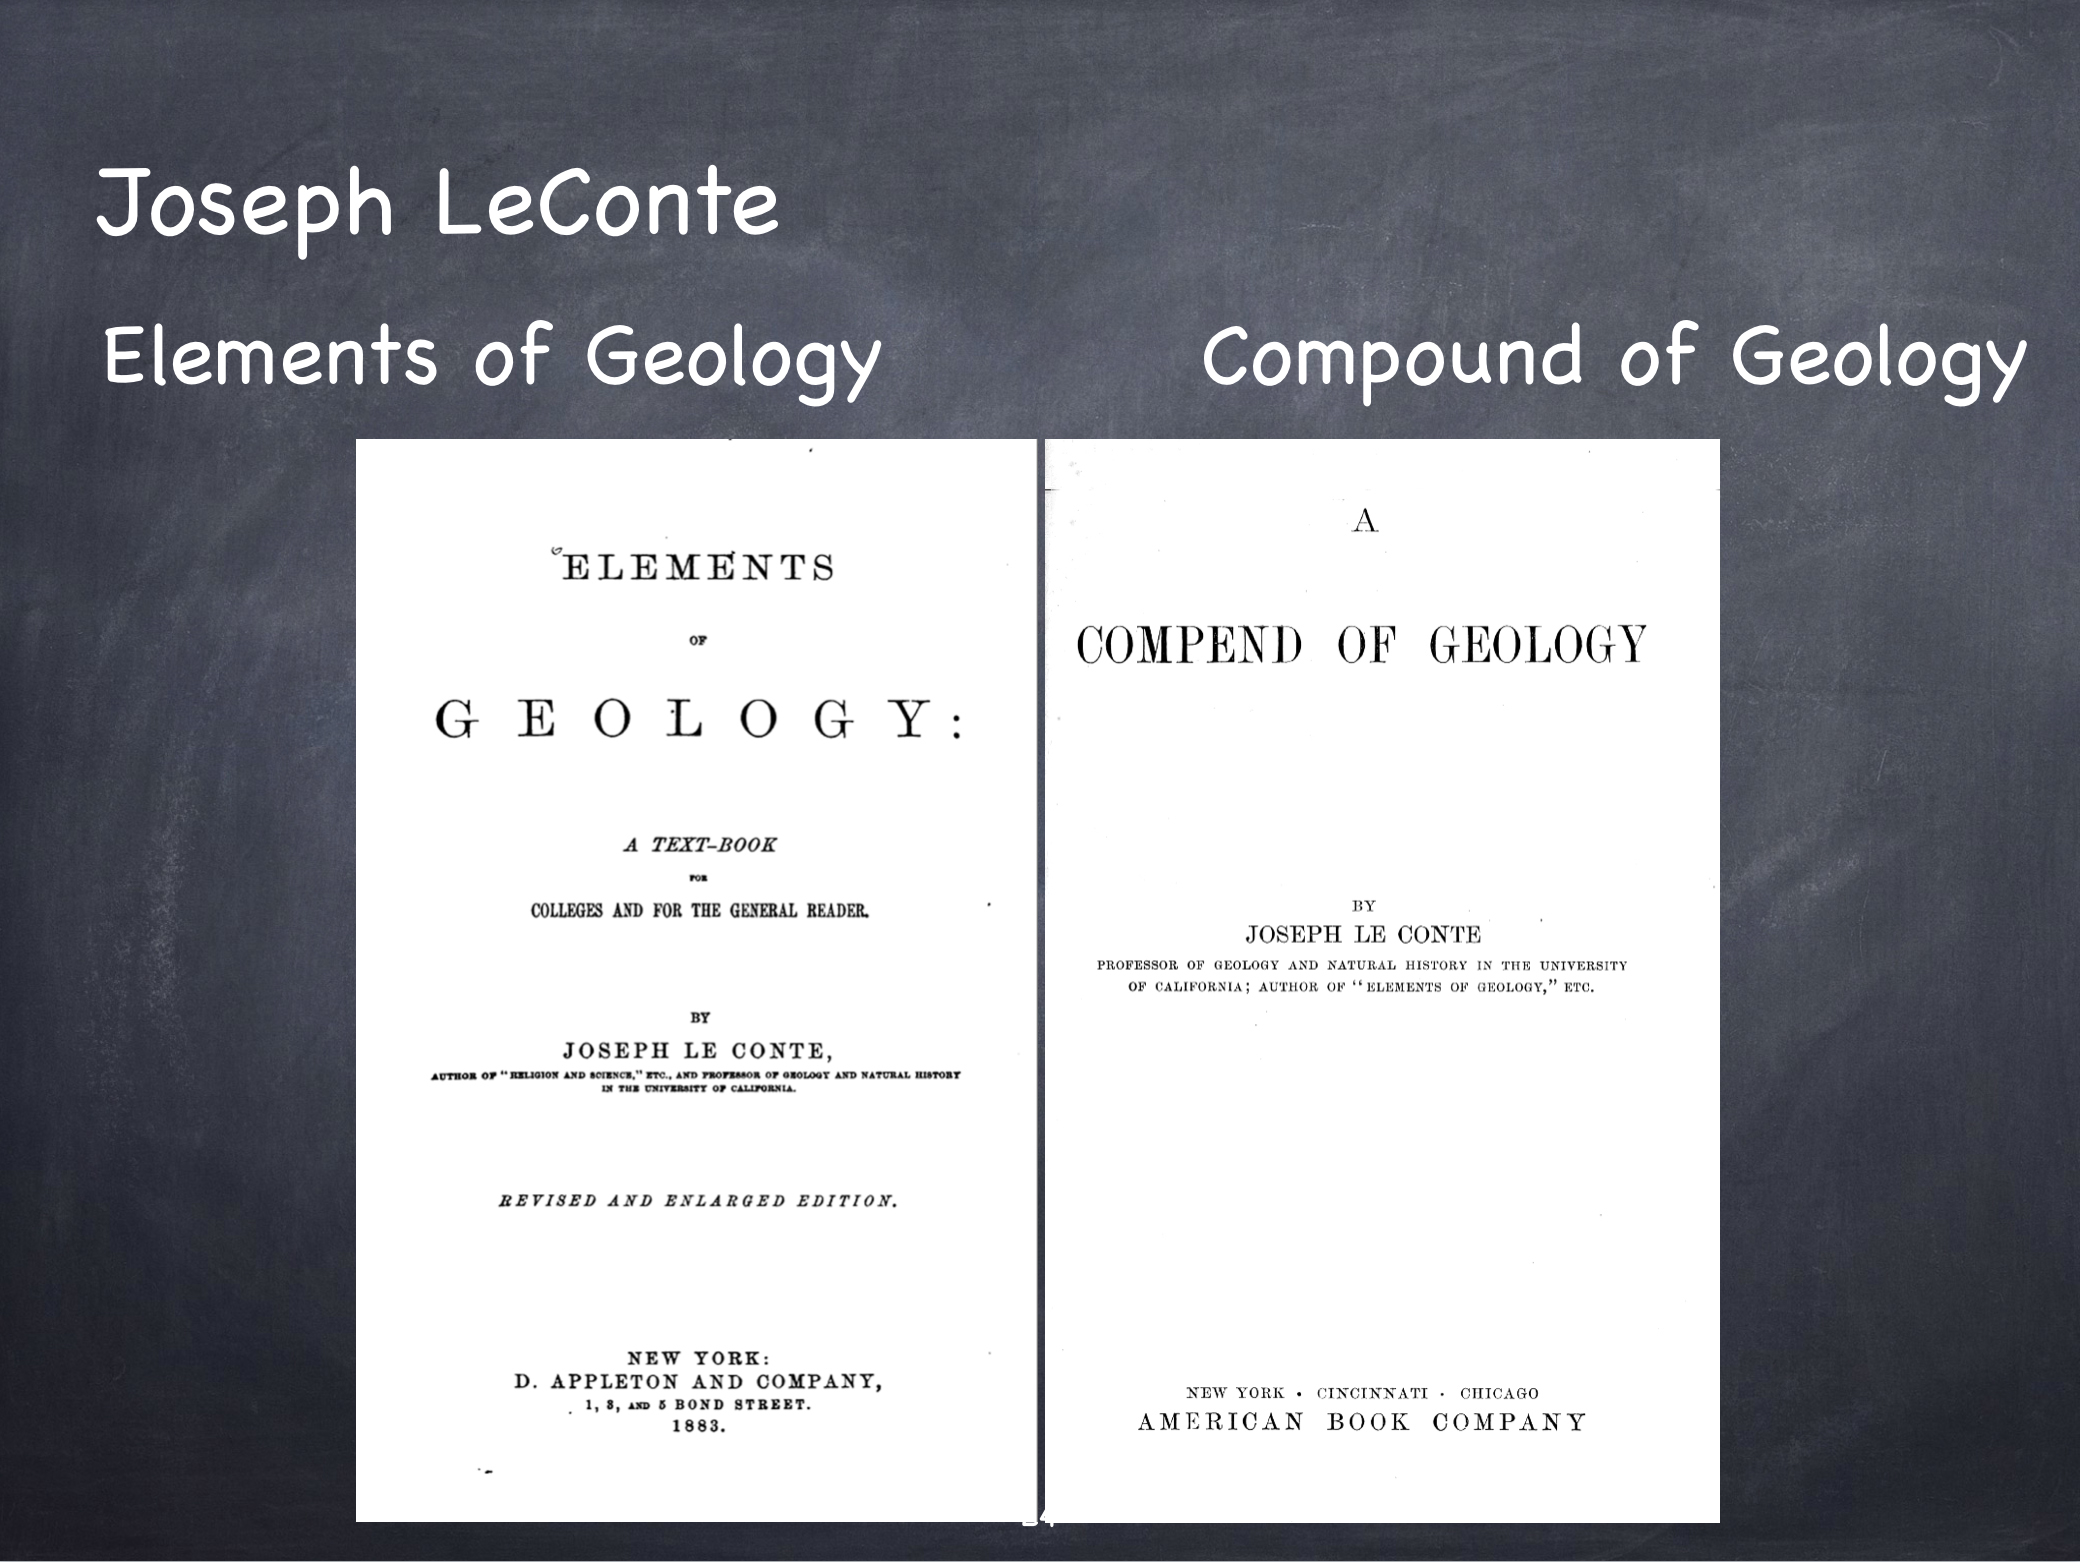 Joseph LeConte
Elements of Geology
Compound of Geology
ELEMENTS
OF
GEOLOGY:
A TEXT-BOOK
FOR
COLLEGES AND FOR THE GENERAL READER.
BY
JOSEPH LE CONTE,
AUTHOR OF "RELIGION AND SCIENCE," ETC., AND PROFESSOR OF GEOLOGY AND NATURAL HISTORY
IN THE UNIVERSITY OF CALIFORNIA.
REVISED AND ENLARGED EDITION.
NEW YORK:
D. APPLETON AND COMPANY,
1, 3, AND 5 BOND STREET.
1883.
A
COMPEND OF GEOLOGY
BY
JOSEPH LE CONTE
PROFESSOR OF GEOLOGY AND NATURAL HISTORY IN THE UNIVERSITY
OF CALIFORNIA; AUTHOR OF "ELEMENTS OF GEOLOGY," ETC.
NEW YORK • CINCINNATI • CHICAGO
AMERICAN BOOK COMPANY